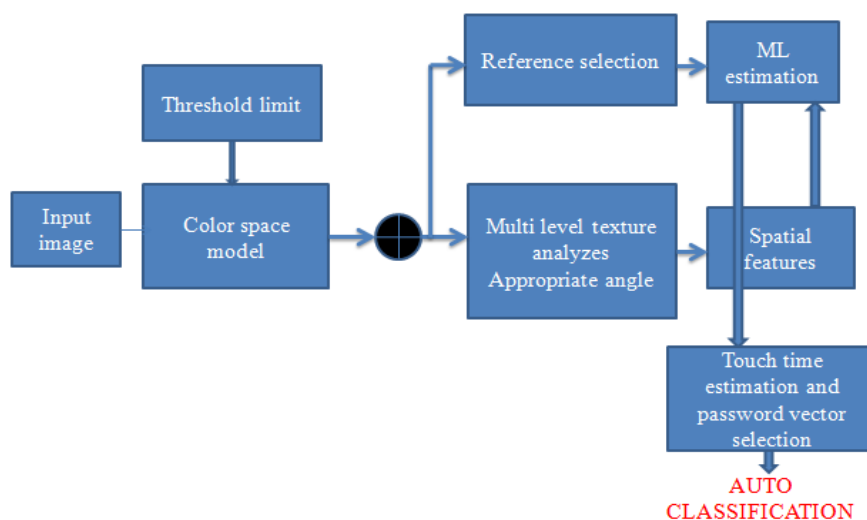 Input
image
Threshold limit
Color space
model
Reference selection
ML
estimation
Multi level texture
analyzes
Appropriate angle
Spatial
features
Touch time
estimation and
password vector
selection
AUTO
CLASSIFICATION